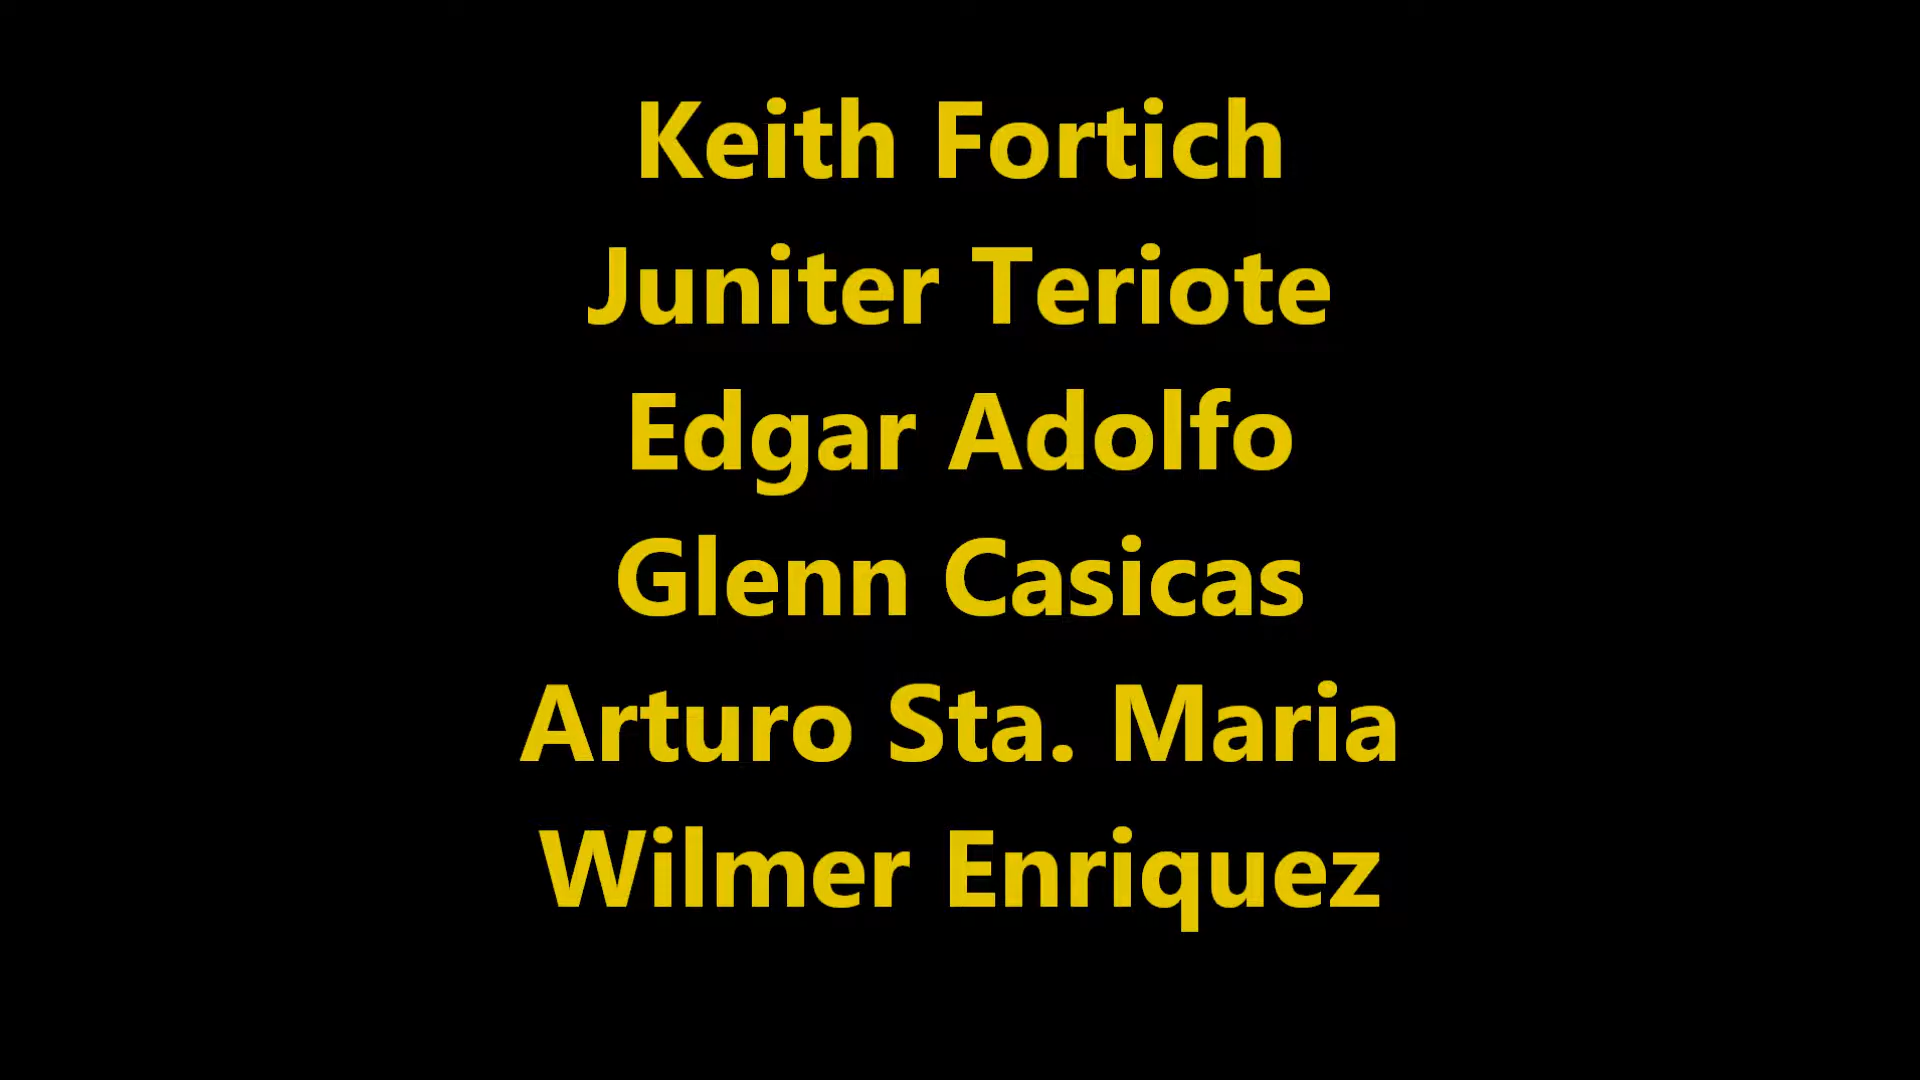 Keith Fortich
Juniter Teriote
Edgar Adolfo
Glenn Casicas
Arturo Sta. Maria
Wilmer Enriquez